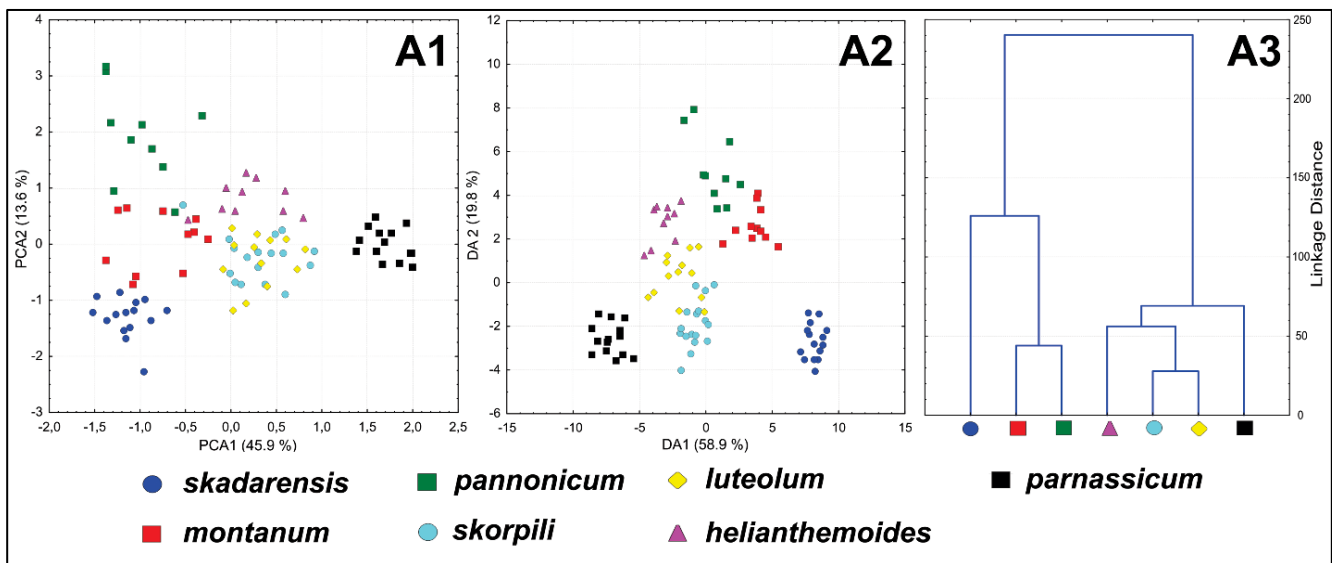 A1
A2
A3
4
3
2
1
0
-1
-2
-3
PCA2 (13.6 %)
-2,0 -1,5 -1,0 -0,5 0,0 0,5 1,0 1,5 2,0 2,5
PCA1 (45.9 %)
12
10
8
6
4
2
0
-2
-4
-6
DA 2 (19.8 %)
-15 -10 -5 0 5 10 15
DA1 (58.9 %)
250
200
150
100
50
0
Linkage Distance
skadarensis pannonicum luteolum parnassicum
montanum skorpili helianthemoides